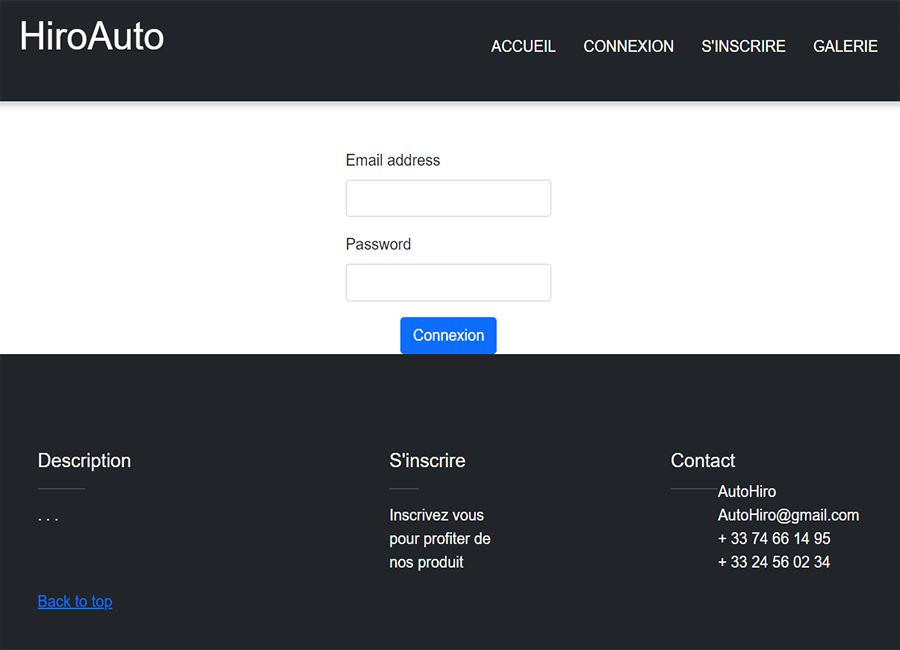 HiroAuto
ACCUEIL CONNEXION S'INSCRIRE GALERIE
Email address
Password
Connexion
Description
. . .
Back to top
S'inscrire
Inscrivez vous
pour profiter de
nos produit
Contact
AutoHiro
AutoHiro@gmail.com
+ 33 74 66 14 95
+ 33 24 56 02 34